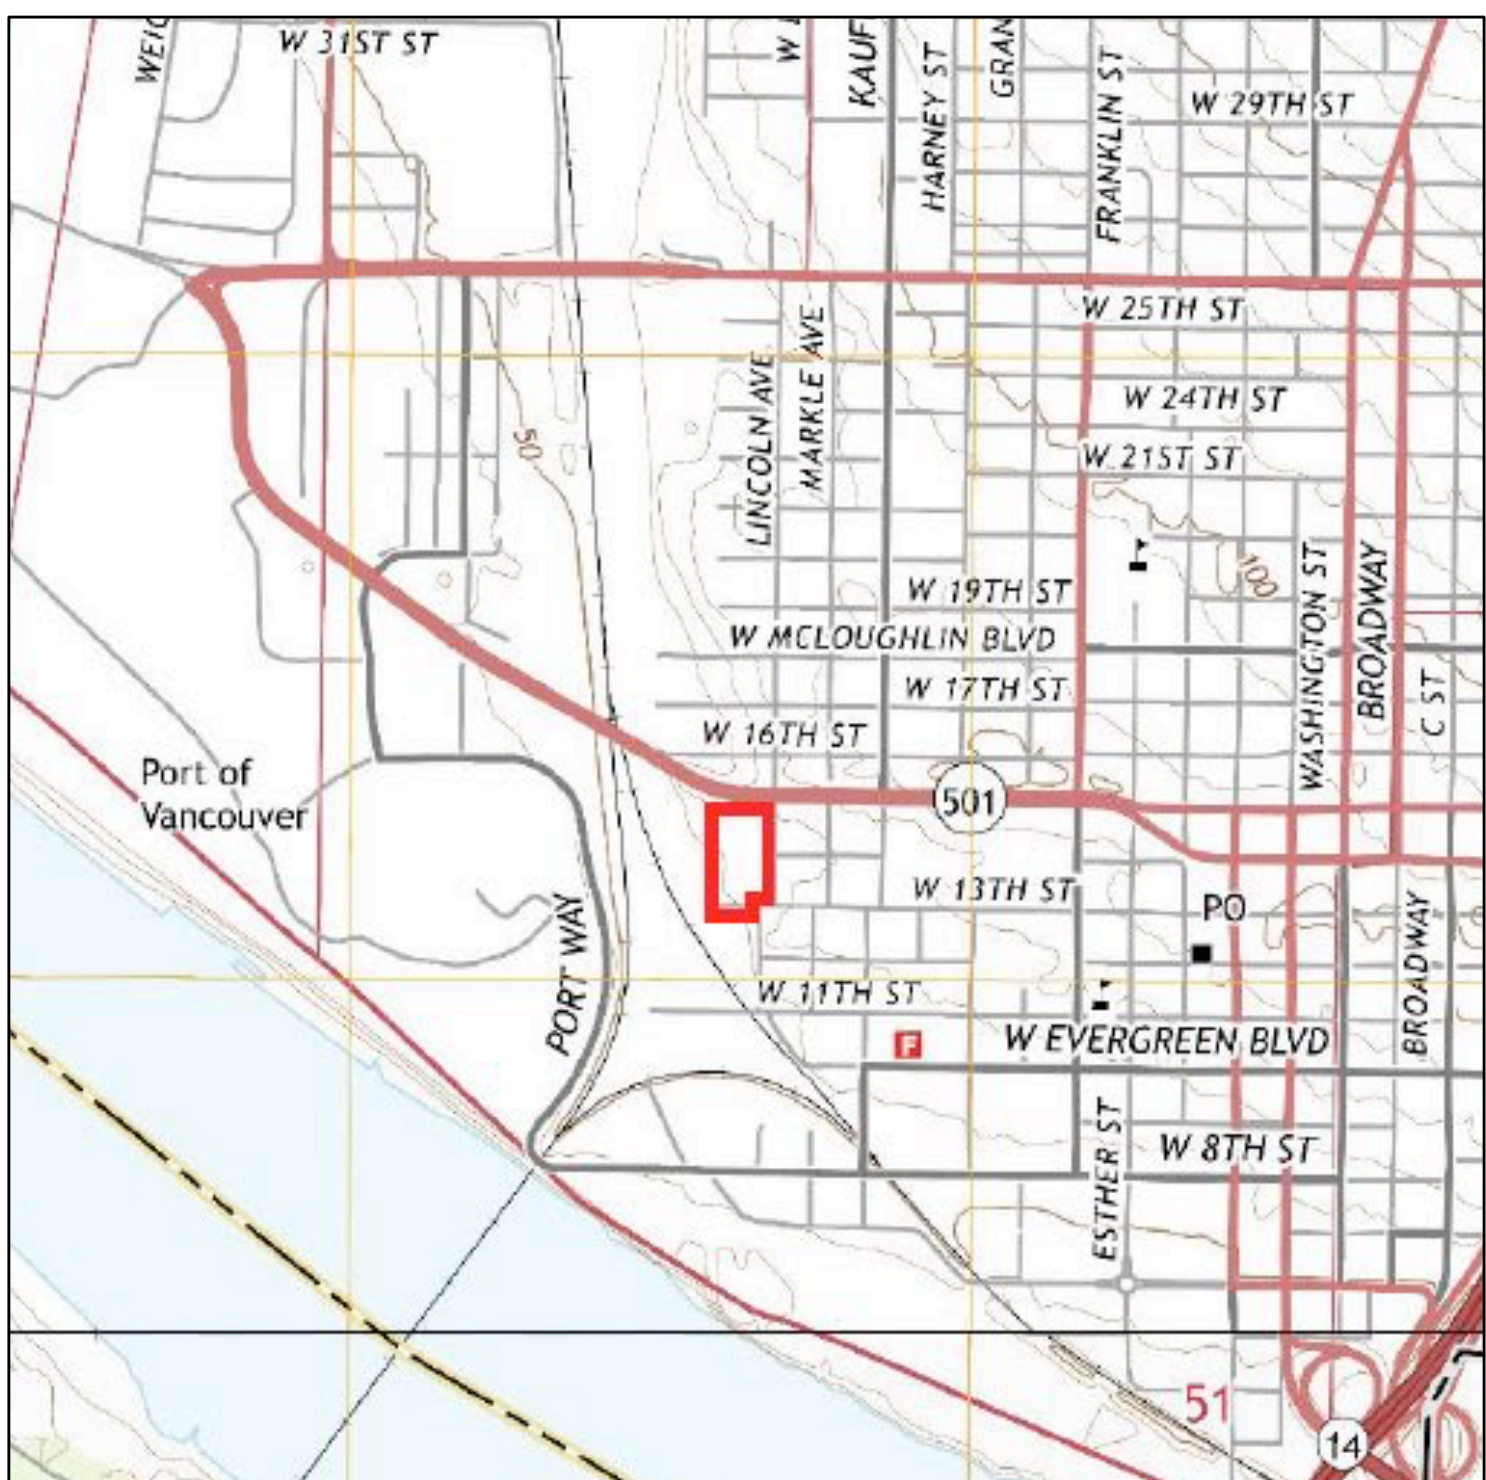 WEIG
W 31ST ST
KAUF
HARNEY ST
GRAN
FRANKLIN ST
W 29TH ST
W 25TH ST
LINCOLN AVE
MARKLE AVE
W 24TH ST
50
W 21ST ST
100
W 19TH ST
W MCLOUGHLIN BLVD
WASHINGTON ST
BROADWAY
W 17TH ST
C ST
W 16TH ST
Port of
Vancouver
501
W 13TH ST
PO
PORT WAY
W 11TH ST
BROADWAY
F
W EVERGREEN BLVD
ESTHER ST
W 8TH ST
51
14